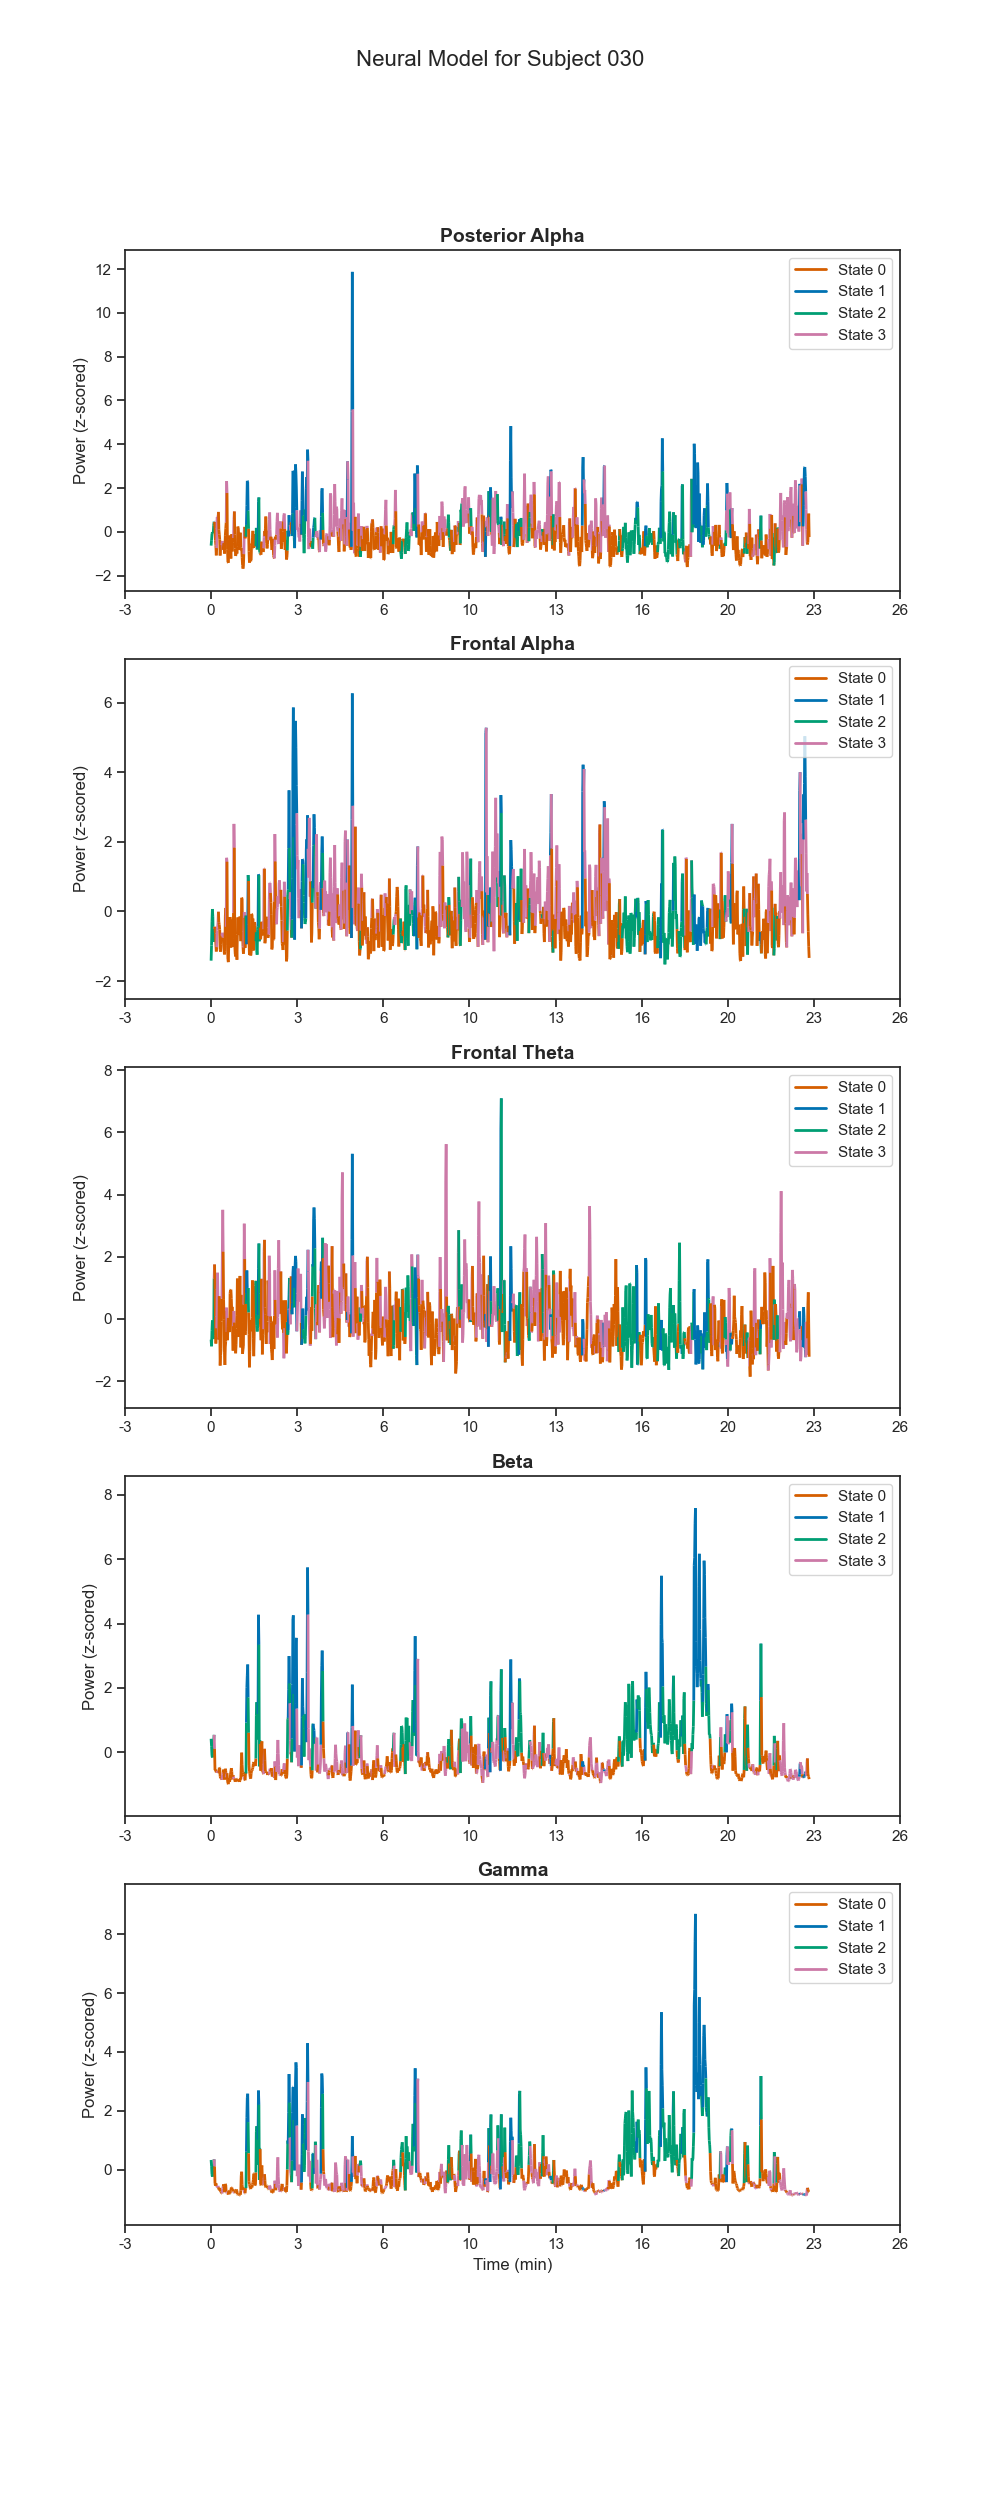 Neural Model for Subject 030
Posterior Alpha
Power (z-scored)
12
10
8
6
4
2
0
−2
State 0
State 1
State 2
State 3
-3 0 3 6 10 13 16 20 23 26
Frontal Alpha
Power (z-scored)
6
4
2
0
−2
State 0
State 1
State 2
State 3
-3 0 3 6 10 13 16 20 23 26
Frontal Theta
Power (z-scored)
8
6
4
2
0
−2
State 0
State 1
State 2
State 3
-3 0 3 6 10 13 16 20 23 26
Beta
Power (z-scored)
8
6
4
2
0
State 0
State 1
State 2
State 3
-3 0 3 6 10 13 16 20 23 26
Gamma
Power (z-scored)
8
6
4
2
0
State 0
State 1
State 2
State 3
-3 0 3 6 10 13 16 20 23 26
Time (min)